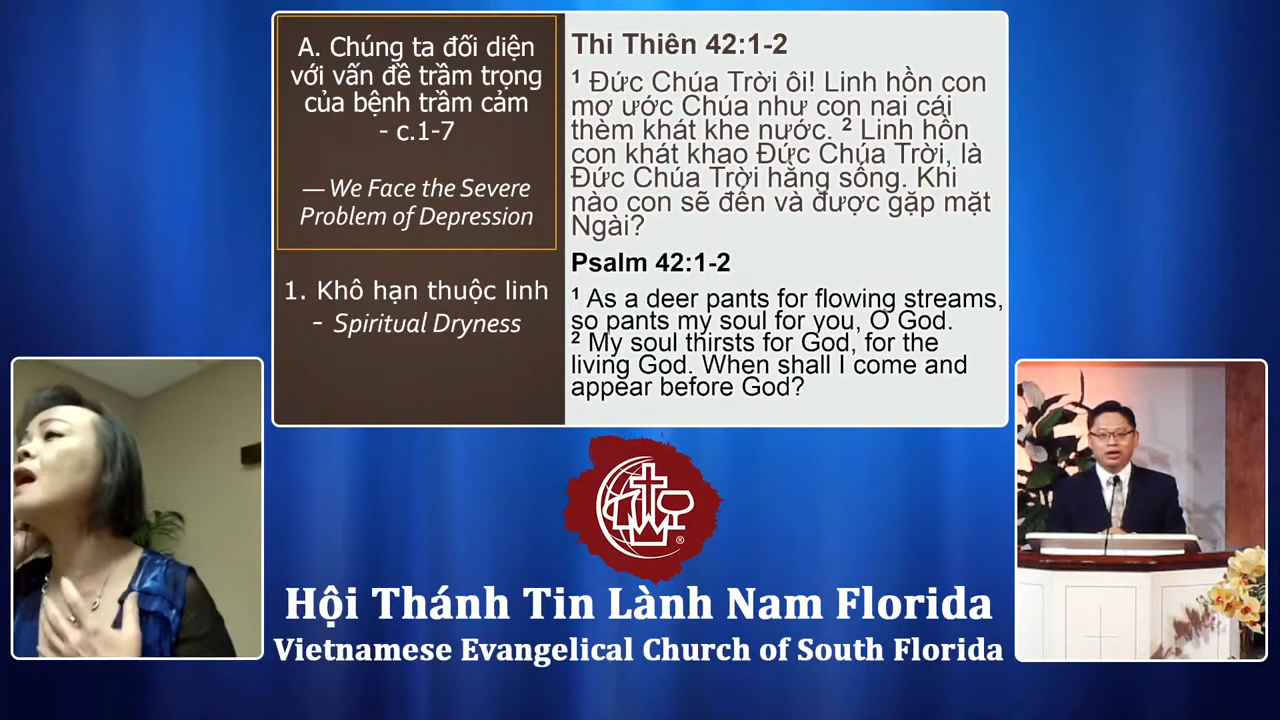 A. Chúng ta đối diện
với vấn đề trầm trọng
của bệnh trầm cảm
- c.1-7
— We Face the Severe
Problem of Depression
1. Khô hạn thuộc linh
- Spiritual Dryness
Thi Thiên 42:1-2
1 Đức Chúa Trời ôi! Linh hồn con
mơ ước Chúa như con nai cái
thèm khát khe nước. 2 Linh hồn
con khát khao Đức Chúa Trời, là
Đức Chúa Trời hằng sống. Khi
nào con sẽ đến và được gặp mặt
Ngài?
Psalm 42:1-2
1 As a deer pants for flowing streams,
so pants my soul for you, O God.
2 My soul thirsts for God, for the
living God. When shall I come and
appear before God?
®
Hội Thánh Tin Lành Nam Florida
Vietnamese Evangelical Church of South Florida